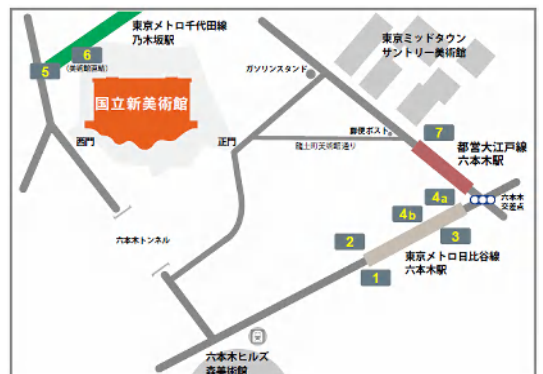 東京メトロ千代田線
乃木坂駅
6
(美術館直結)
5
国立新美術館
西門
正門
ガソリンスタンド
東京ミッドタウン
サントリー美術館
郵便ポスト
龍土町美術館通り
7
都営大江戸線
六本木駅
4a
六本木
交差点
4b
3
2
1
東京メトロ日比谷線
六本木駅
六本木トンネル
六本木ヒルズ
森美術館